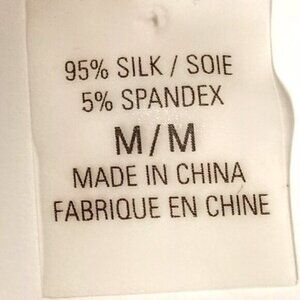 95% SILK / SOIE
5% SPANDEX
M/M
MADE IN CHINA
FABRIQUE EN CHINE